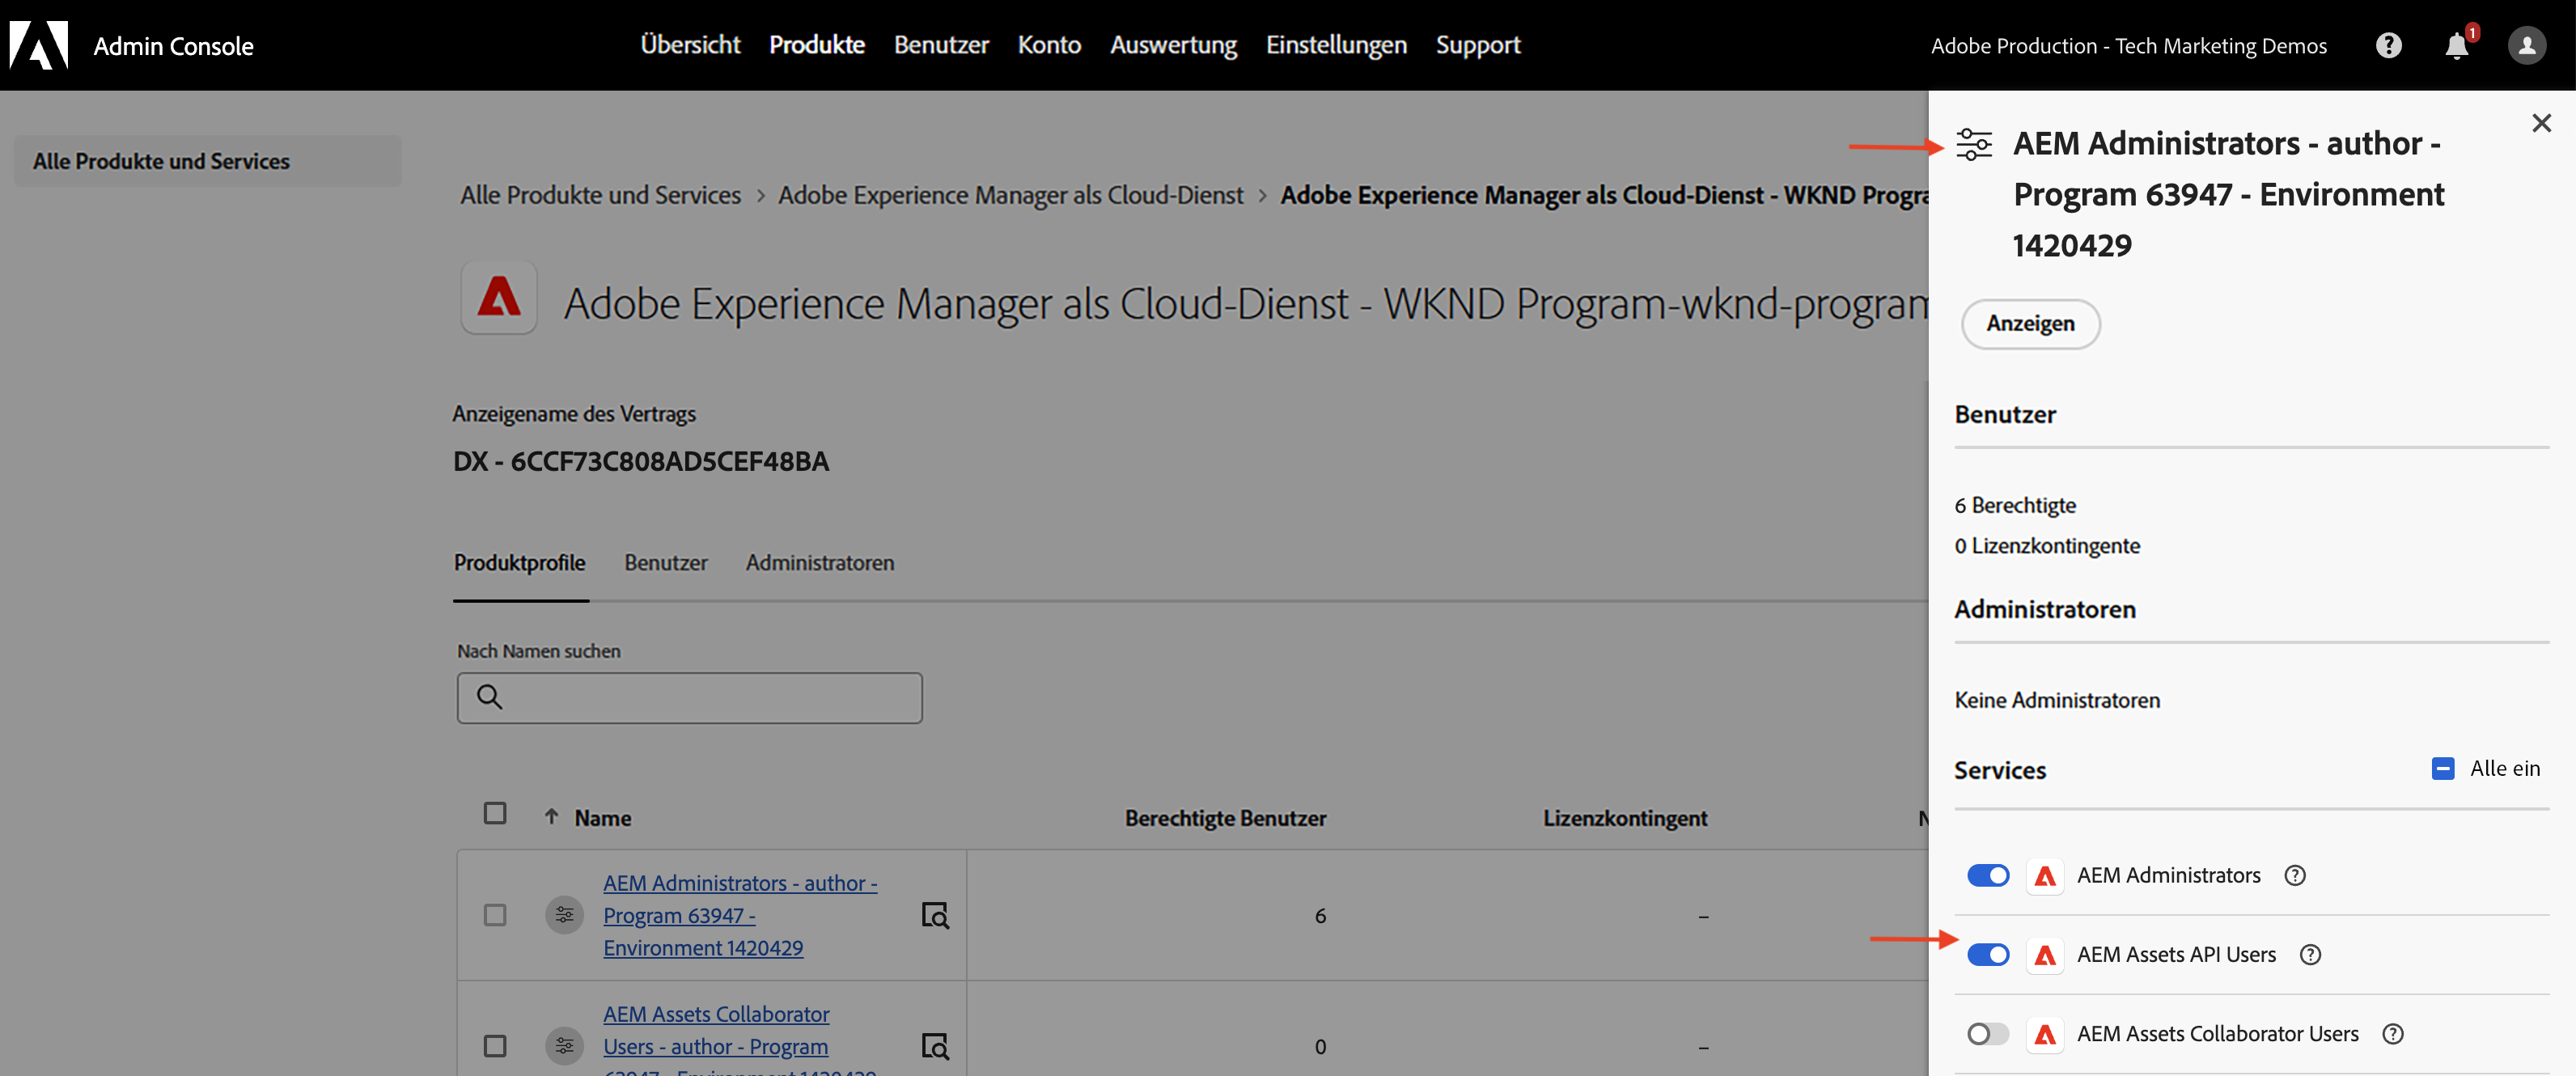 Admin Console
Übersicht Produkte Benutzer Konto Auswertung Einstellungen Support
Adobe Production - Tech Marketing Demos
1
Alle Produkte und Services
Alle Produkte und Services > Adobe Experience Manager als Cloud-Dienst > Adobe Experience Manager als Cloud-Dienst - WKND Progra
Adobe Experience Manager als Cloud-Dienst - WKND Program-wknd-program
Anzeigename des Vertrags
DX - 6CCF73C808AD5CEF48BA
Produktprofile Benutzer Administratoren
Nach Namen suchen
Name Berechtigte Benutzer Lizenzkontingent N
AEM Administrators - author -
Program 63947 -
Environment 1420429
6 –
AEM Assets Collaborator
Users - author - Program
63947 - Environment 1420429
0 –
AEM Administrators - author -
Program 63947 - Environment
1420429
Anzeigen
Benutzer
6 Berechtigte
0 Lizenzkontingente
Administratoren
Keine Administratoren
Services
Alle ein
AEM Administrators
AEM Assets API Users
AEM Assets Collaborator Users